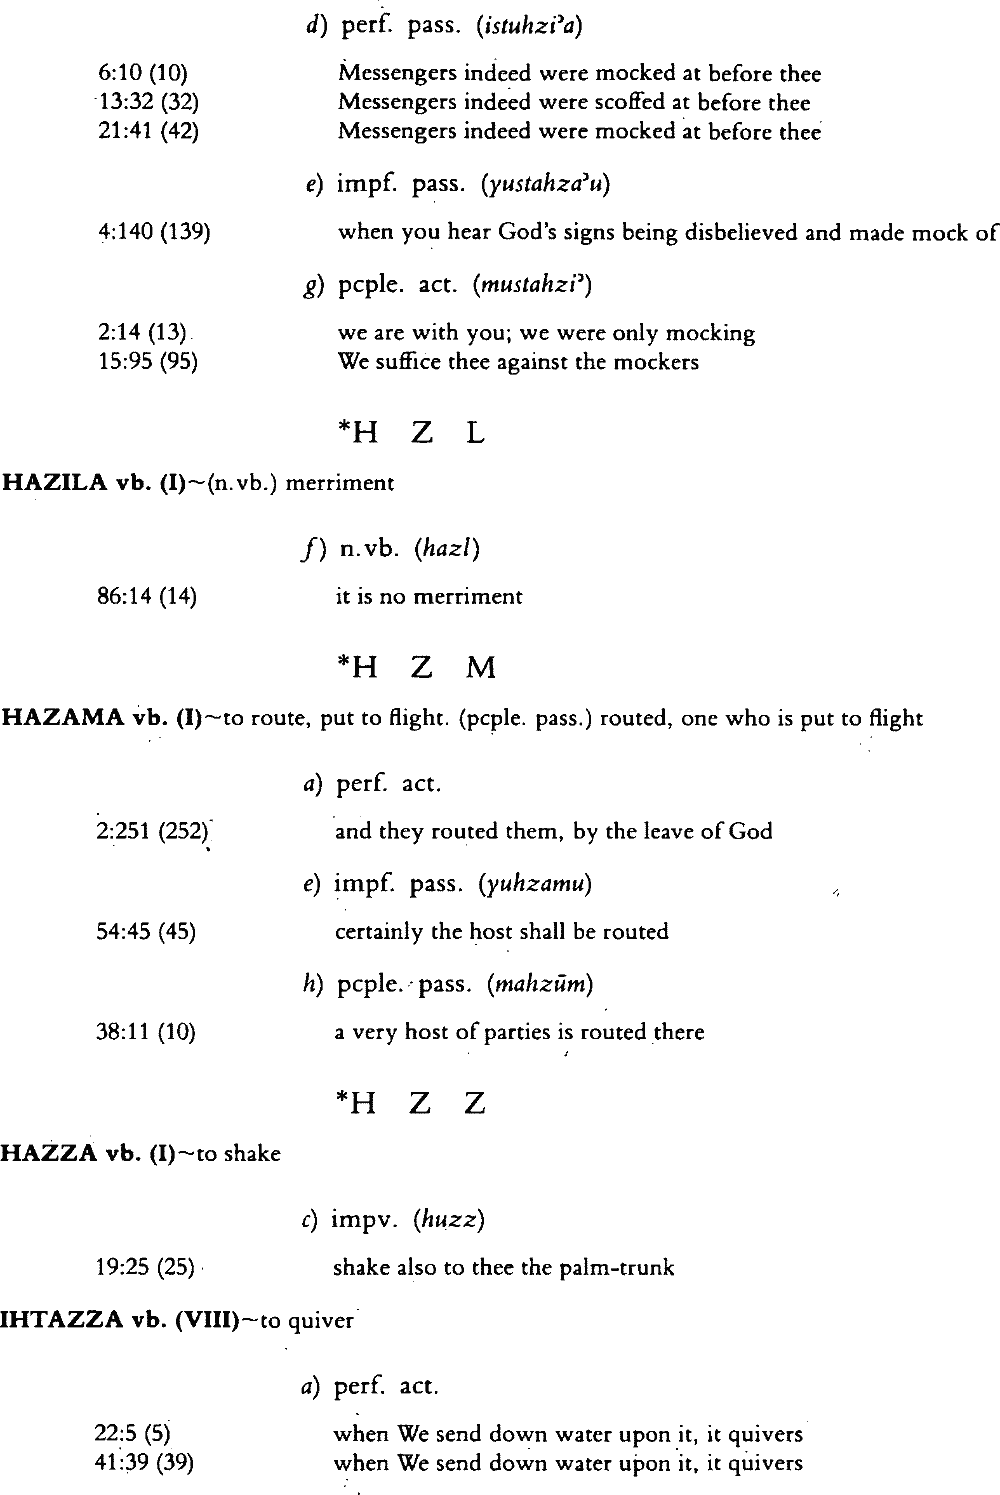 d) perf. pass. (istuhziʾa)
6:10 (10) Messengers indeed were mocked at before thee
13:32 (32) Messengers indeed were scoffed at before thee
21:41 (42) Messengers indeed were mocked at before thee
e) impf. pass. (yustahzaʾu)
4:140 (139) when you hear God's signs being disbelieved and made mock of
g) pcple. act. (mustahziʾ)
2:14 (13) we are with you; we were only mocking
15:95 (95) We suffice thee against the mockers
*H Z L
HAZILA vb. (I)~(n.vb.) merriment
f) n.vb. (hazl)
86:14 (14) it is no merriment
*H Z M
HAZAMA vb. (I)~to route, put to flight. (pcple. pass.) routed, one who is put to flight
a) perf. act.
2:251 (252) and they routed them, by the leave of God
e) impf. pass. (yuhzamu)
54:45 (45) certainly the host shall be routed
h) pcple. pass. (mahzūm)
38:11 (10) a very host of parties is routed there
*H Z Z
HAZZA vb. (I)~to shake
c) impv. (huzz)
19:25 (25) shake also to thee the palm-trunk
IHTAZZA vb. (VIII)~to quiver
a) perf. act.
22:5 (5) when We send down water upon it, it quivers
41:39 (39) when We send down water upon it, it quivers